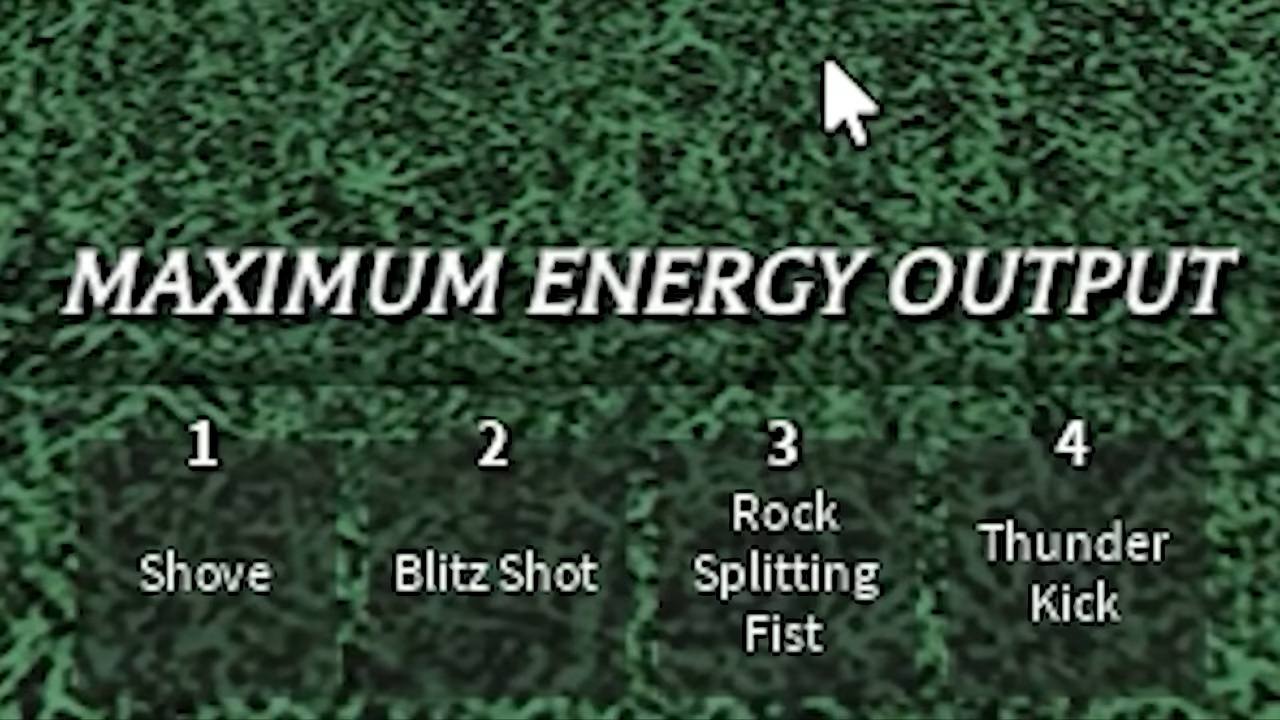 MAXIMUM ENERGY OUTPUT
1
2
3
4
Shove
Blitz Shot
Rock
Splitting
Fist
Thunder
Kick